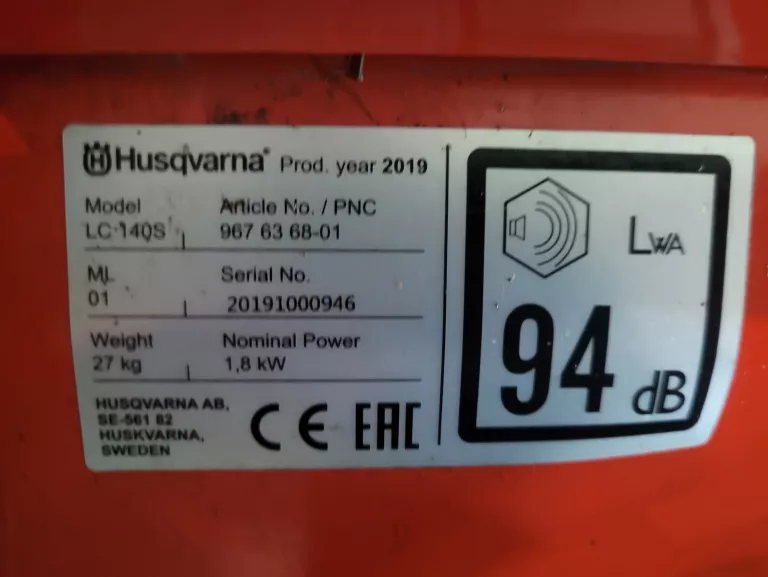 Husqvarna Prod. year 2019
Model Article No. / PNC
LC 140S 967 63 68-01
ML Serial No.
01 20191000946
Weight Nominal Power
27 kg 1,8 kW
HUSQVARNA AB,
SE-561 82
HUSKVARNA,
SWEDEN
CE EAC
LWA
94 dB